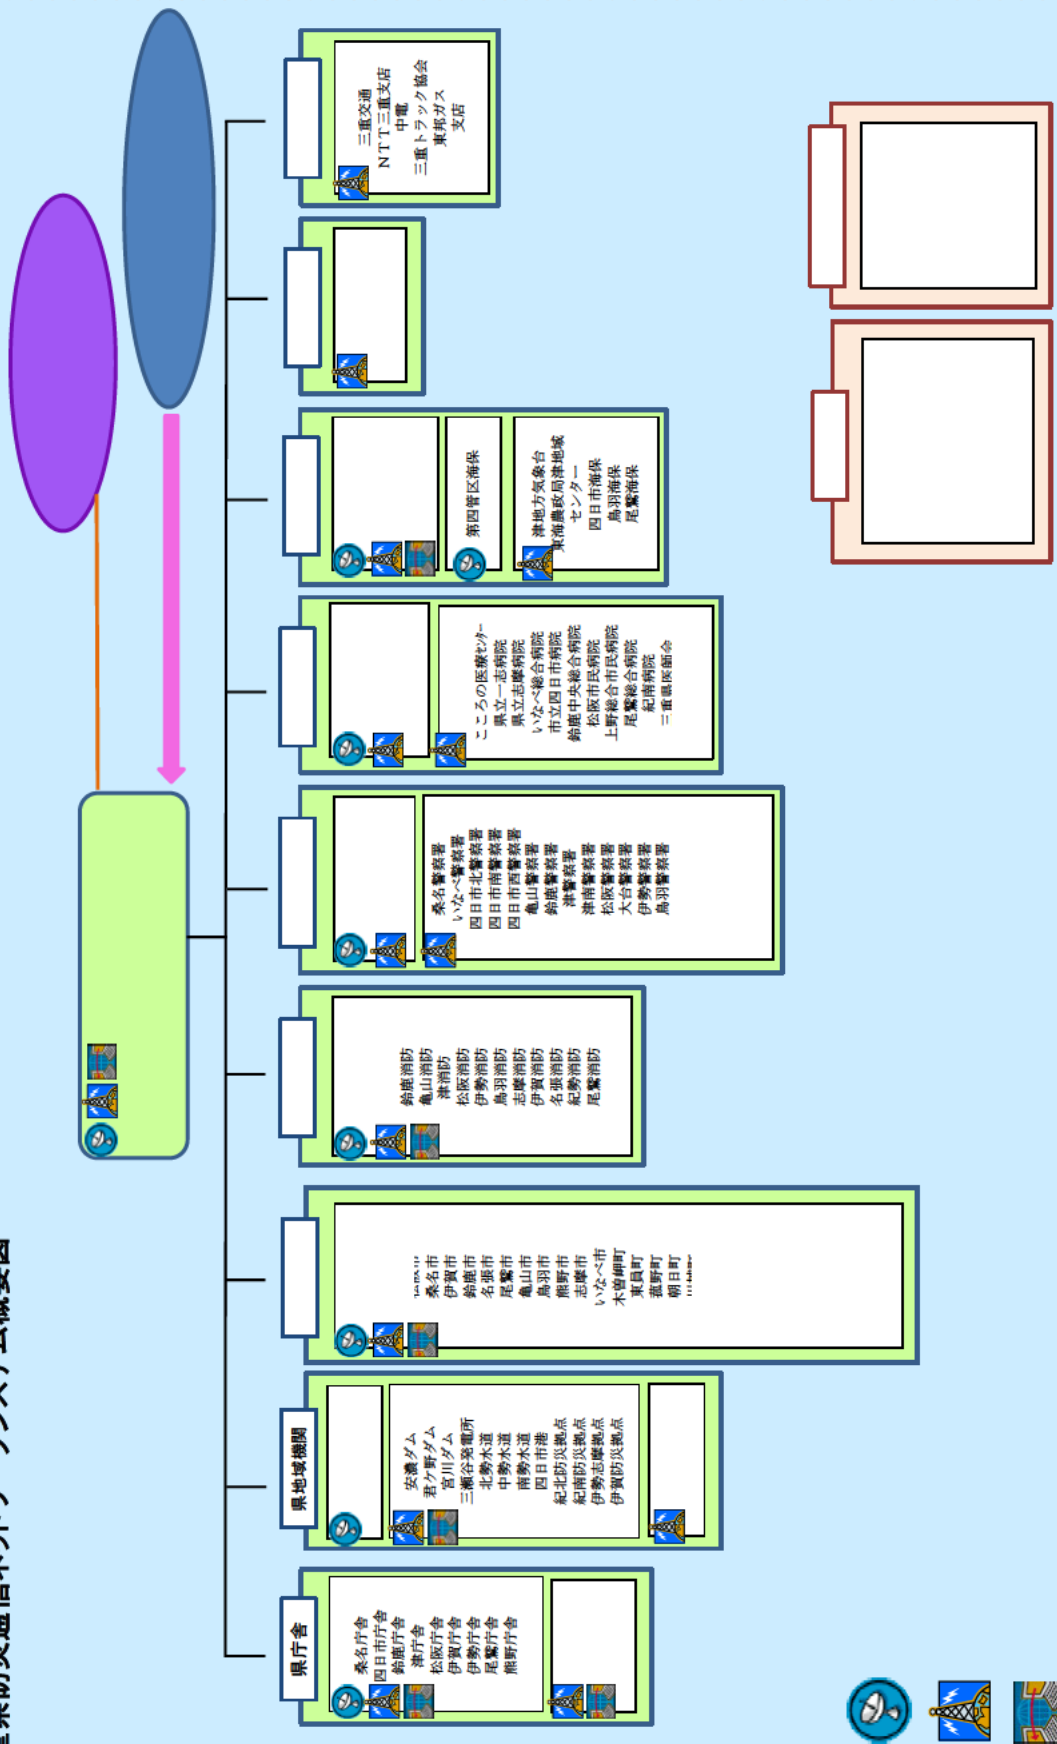 県庁舎
桑名庁舎
四日市庁舎
鈴鹿庁舎
津庁舎
松阪庁舎
伊賀庁舎
伊勢庁舎
尾鷲庁舎
熊野庁舎
県地域機関
安濃ダム
君ケ野ダム
宮川ダム
三瀬谷発電所
北勢水道
中勢水道
南勢水道
四日市港
紀北防災拠点
紀南防災拠点
伊勢志摩拠点
伊賀防災拠点
桑名市
伊賀市
鈴鹿市
名張市
尾鷲市
亀山市
鳥羽市
熊野市
志摩市
いなべ市
木曽岬町
東員町
菰野町
朝日町
鈴鹿消防
亀山消防
津消防
松阪消防
伊勢消防
鳥羽消防
志摩消防
伊賀消防
名張消防
紀勢消防
尾鷲消防
桑名警察署
いなべ警察署
四日市北警察署
四日市南警察署
四日市西警察署
亀山警察署
鈴鹿警察署
津警察署
津南警察署
松阪警察署
大台警察署
伊勢警察署
鳥羽警察署
こころの医療センター
県立一志病院
県立志摩病院
いなべ総合病院
市立四日市病院
鈴鹿中央総合病院
松阪市民病院
上野総合市民病院
尾鷲総合病院
紀南病院
三重県医師会
第四管区海保
津地方気象台
東海農政局津地域
センター
四日市海保
鳥羽海保
尾鷲海保
三重交通
ＮＴＴ三重支店
中電
三重トラック協会
東邦ガス
支店